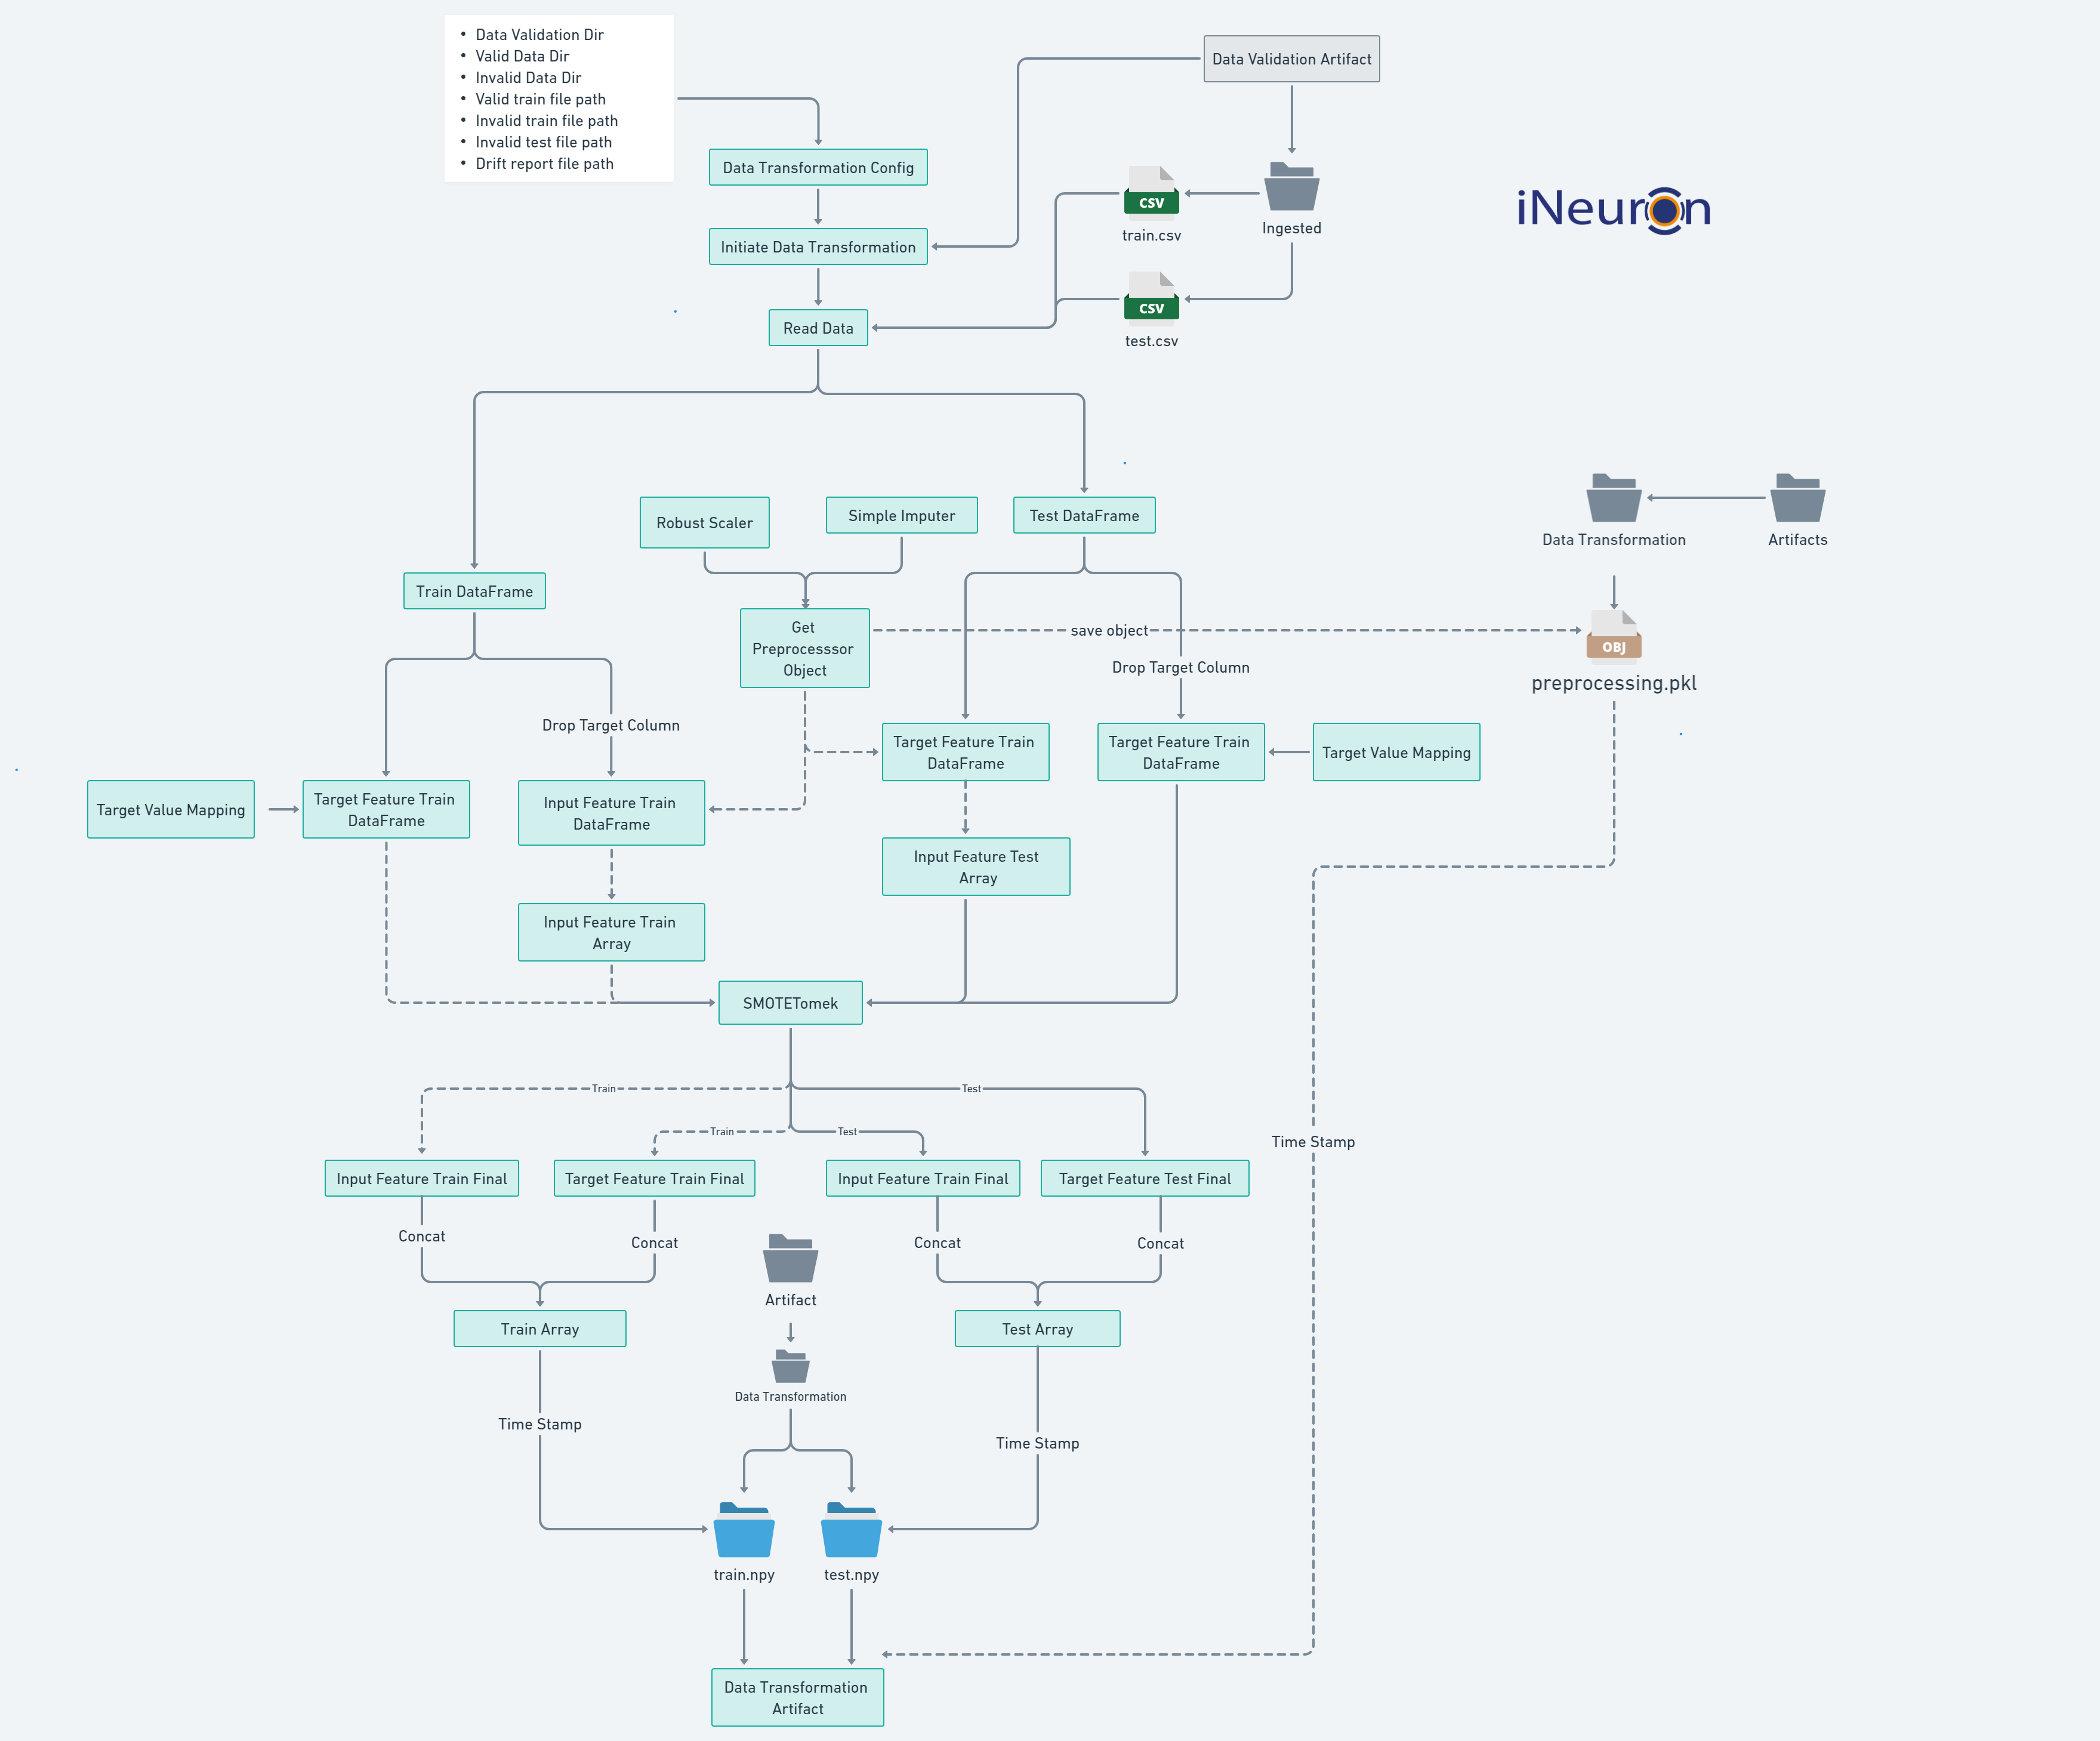 • Data Validation Dir
• Valid Data Dir
• Invalid Data Dir
• Valid train file path
• Invalid train file path
• Invalid test file path
• Drift report file path
Data Validation Artifact
Data Transformation Config
CSV
train.csv
Ingested
iNeuron
Initiate Data Transformation
CSV
test.csv
Read Data
Robust Scaler
Simple Imputer
Test DataFrame
Data Transformation
Artifacts
Train DataFrame
Get
Preprocesssor
Object
save object
OBJ
preprocessing.pkl
Drop Target Column
Drop Target Column
Target Feature Train
DataFrame
Target Feature Train
DataFrame
Target Value Mapping
Target Value Mapping
Target Feature Train
DataFrame
Input Feature Train
DataFrame
Input Feature Test
Array
Input Feature Train
Array
SMOTETomek
Train
Test
Train
Test
Time Stamp
Input Feature Train Final
Target Feature Train Final
Input Feature Train Final
Target Feature Test Final
Concat
Concat
Concat
Concat
Artifact
Train Array
Test Array
Data Transformation
Time Stamp
Time Stamp
train.npy
test.npy
Data Transformation
Artifact